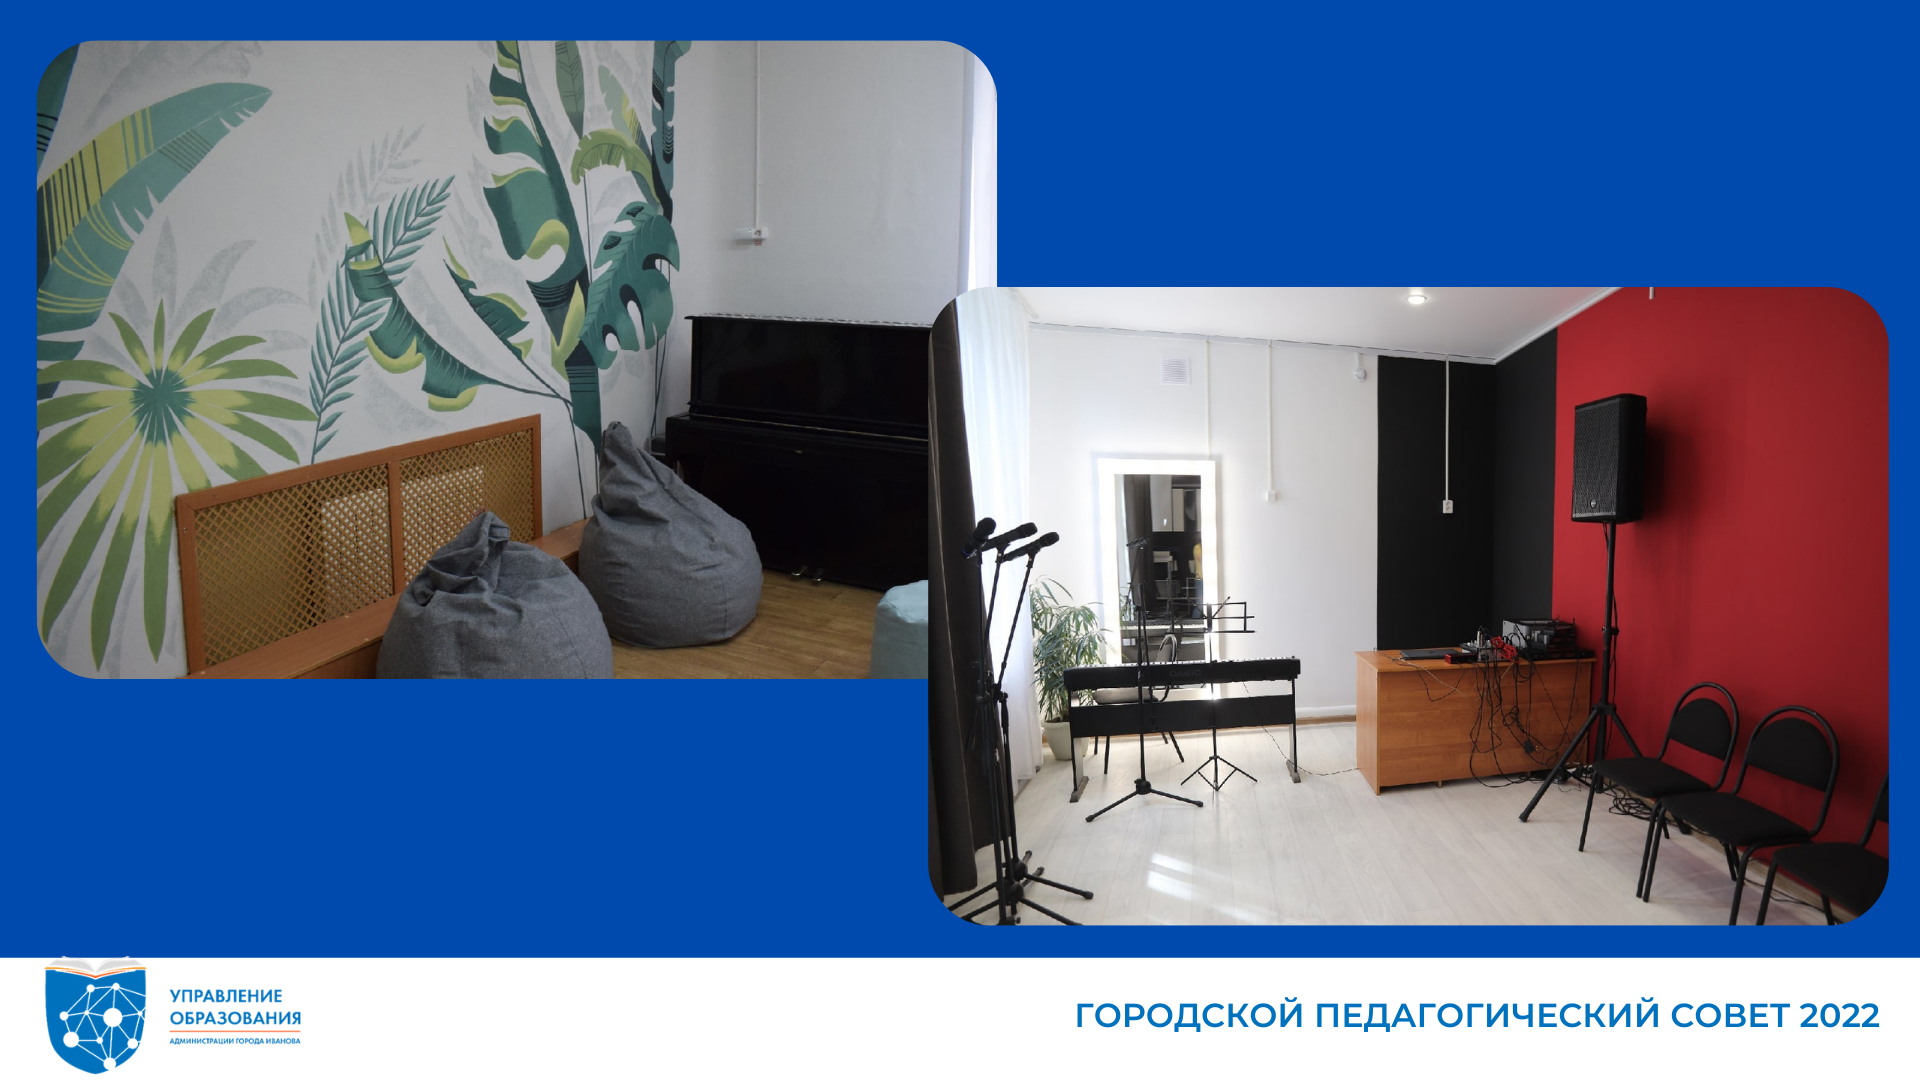 УПРАВЛЕНИЕ
ОБРАЗОВАНИЯ
АДМИНИСТРАЦИИ ГОРОДА ИВАНОВА
ГОРОДСКОЙ ПЕДАГОГИЧЕСКИЙ СОВЕТ 2022